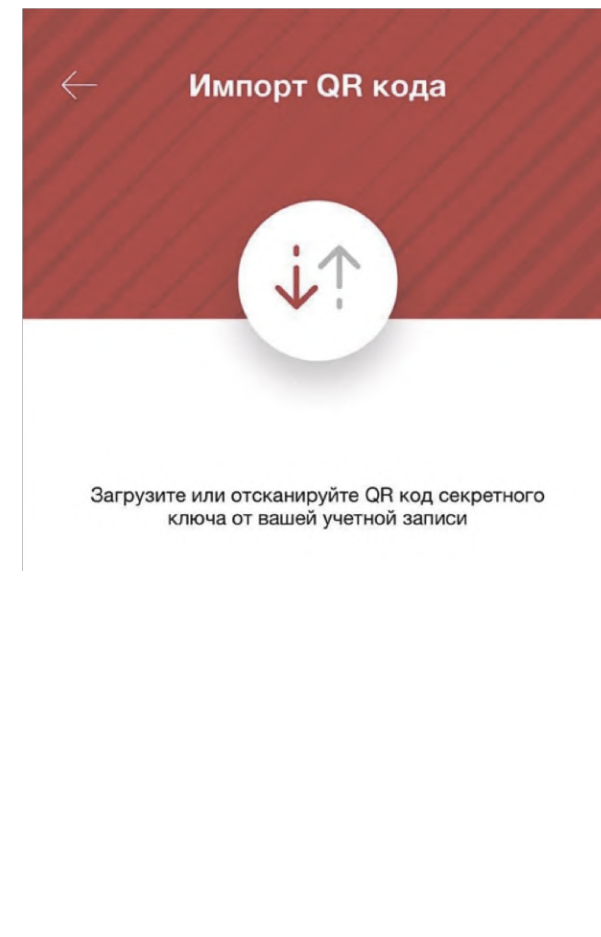 Импорт QR кода
Загрузите или отсканируйте QR код секретного
ключа от вашей учетной записи